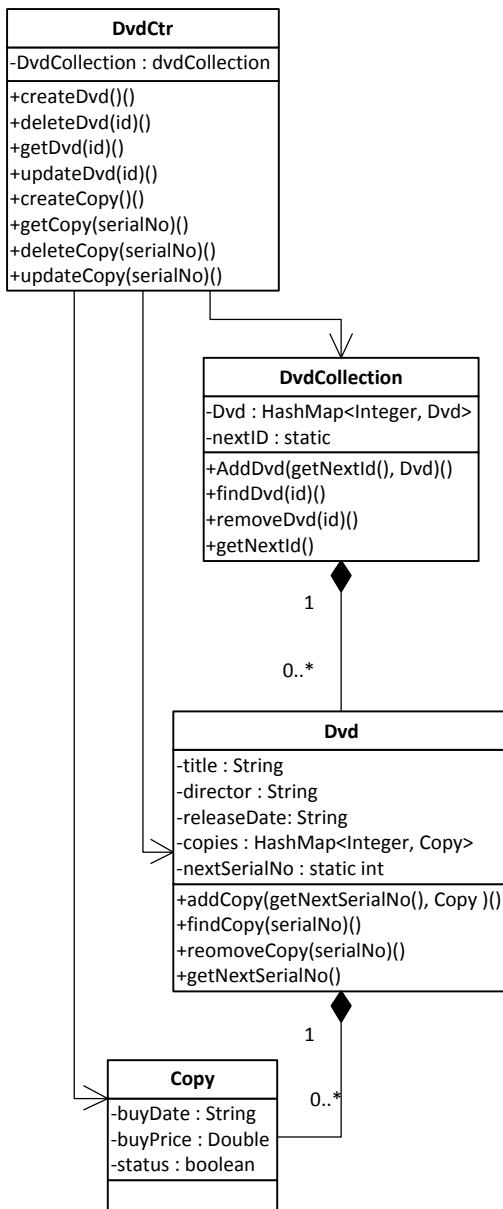 DvdCtr
-DvdCollection : dvdCollection
+createDvd()()
+deleteDvd(id)()
+getDvd(id)()
+updateDvd(id)()
+createCopy()()
+getCopy(serialNo)()
+deleteCopy(serialNo)()
+updateCopy(serialNo)()
DvdCollection
-Dvd : HashMap<Integer, Dvd>
-nextID : static
+AddDvd(getNextId(), Dvd)()
+findDvd(id)()
+removeDvd(id)()
+getNextId()
1
0..*
Dvd
-title : String
-director : String
-releaseDate: String
-copies : HashMap<Integer, Copy>
-nextSerialNo : static int
+addCopy(getNextSerialNo(), Copy )()
+findCopy(serialNo)()
+reomoveCopy(serialNo)()
+getNextSerialNo()
1
0..*
Copy
-buyDate : String
-buyPrice : Double
-status : boolean